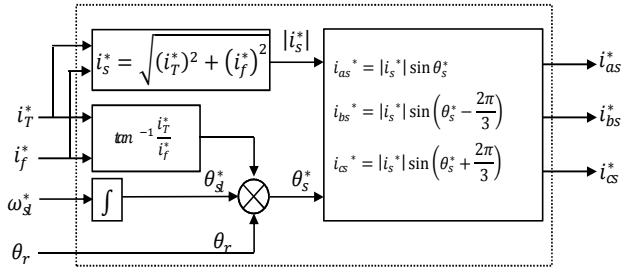 i_s^* = √((i_T^*)^2 + (i_f^*)^2)
|i_s^*|
i_as^* = |i_s^*| sin θ_s^*
i_bs^* = |i_s^*| sin (θ_s^* − 2π/3)
i_cs^* = |i_s^*| sin (θ_s^* + 2π/3)
i_as^*
i_bs^*
i_cs^*
i_T^*
i_f^*
tan^−1 i_T^*/i_f^*
ω_sl^*
∫
θ_sl^*
θ_s^*
θ_r
θ_r